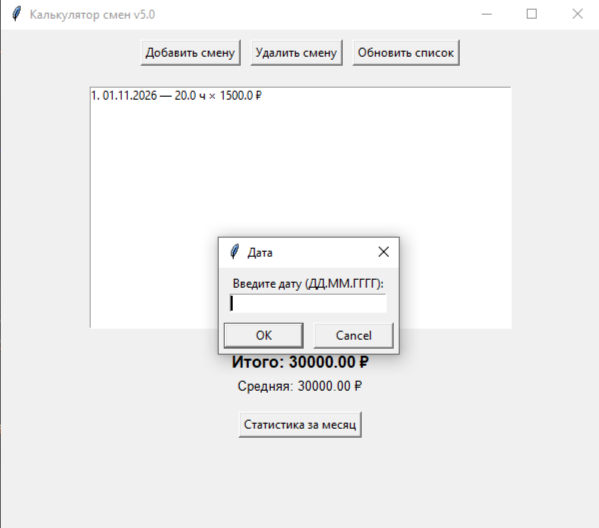 Калькулятор смен v5.0
Добавить смену Удалить смену Обновить список
1. 01.11.2026 — 20.0 ч × 1500.0 ₽
Дата
Введите дату (ДД.ММ.ГГГГ):
OK Cancel
Итого: 30000.00 ₽
Средняя: 30000.00 ₽
Статистика за месяц